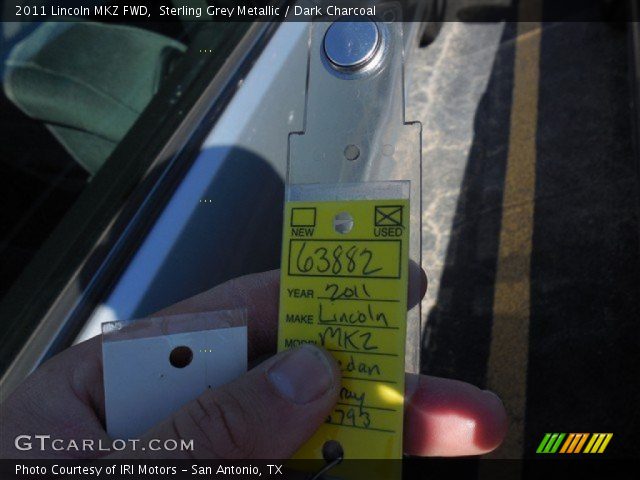 2011 Lincoln MKZ FWD, Sterling Grey Metallic / Dark Charcoal
NEW USED
63882
YEAR 2011
MAKE Lincoln
MKZ
GTCARLOT.COM
Photo Courtesy of IRI Motors - San Antonio, TX